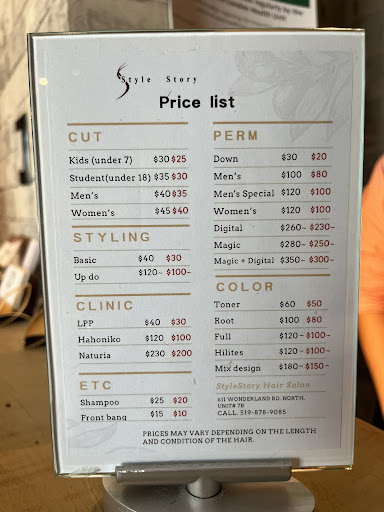 Style Story
Price list
CUT
Kids (under 7) $30 $25
Student(under 18) $35 $30
Men's $40 $35
Women's $45 $40
STYLING
Basic $40 $30
Up do $120~ $100~
CLINIC
LPP $40 $30
Hahoniko $120 $100
Naturia $230 $200
ETC
Shampoo $25 $20
Front bang $15 $10
PERM
Down $30 $20
Men's $100 $80
Men's Special $120 $100
Women's $120 $100
Digital $260~ $230~
Magic $280~ $250~
Magic + Digital $350~ $300~
COLOR
Toner $60 $50
Root $100 $80
Full $120~ $100~
Hilites $120~ $100~
Mix design $180~ $150~
StyleStory Hair Salon
611 WONDERLAND RD. NORTH.
UNIT# 7B
CALL. 519-878-9085
PRICES MAY VARY DEPENDING ON THE LENGTH
AND CONDITION OF THE HAIR.